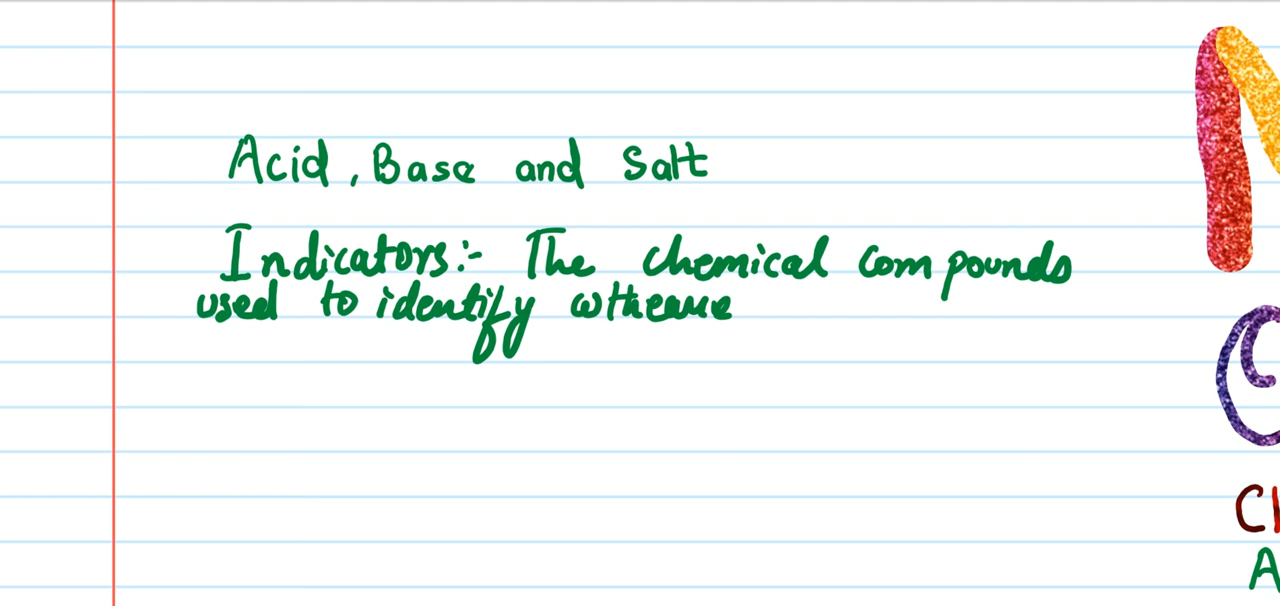 Acid, Base and Salt
Indicators:- The chemical compounds
used to identify